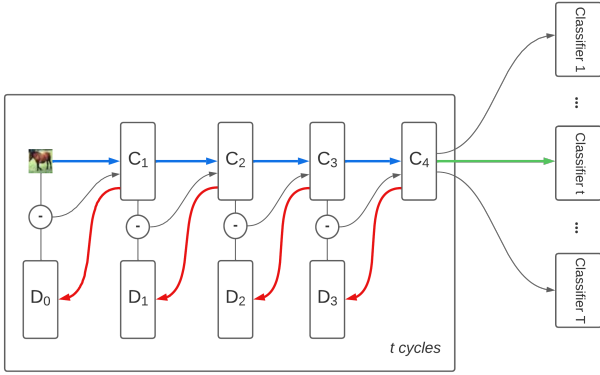 Classifier 1
...
C1
C2
C3
C4
Classifier t
-
-
-
-
...
D0
D1
D2
D3
Classifier T
t cycles